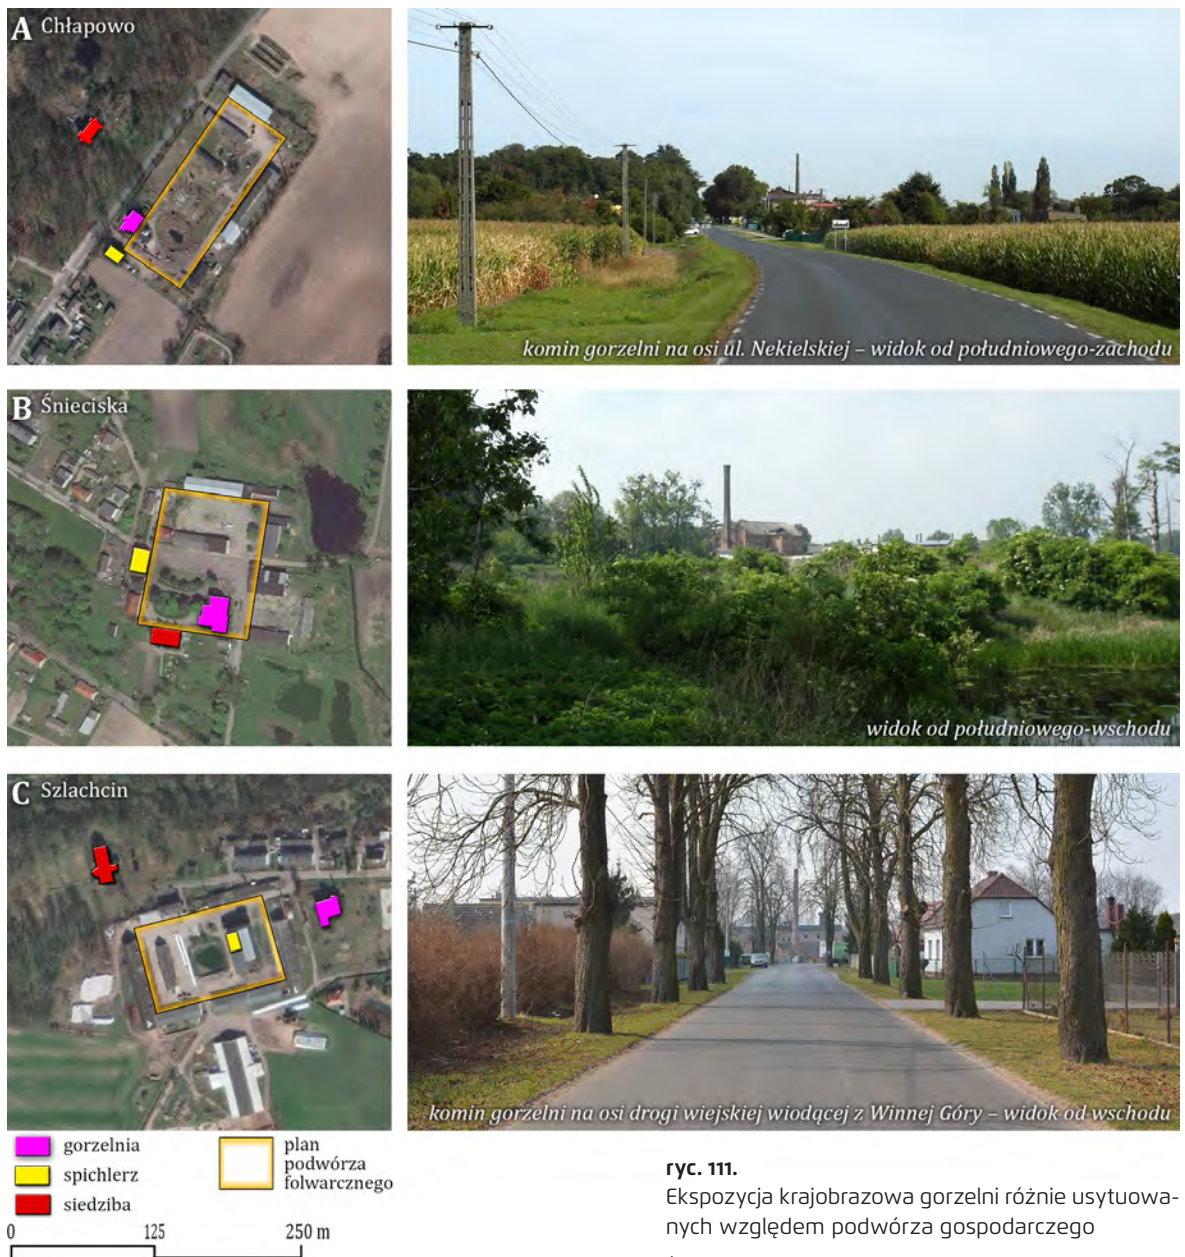 A Chłapowo
komin gorzelni na osi ul. Nekielskiej – widok od południowego-zachodu
B Śnieciska
widok od południowego-wschodu
C Szlachcin
komin gorzelni na osi drogi wiejskiej wiodącej z Winnej Góry – widok od wschodu
gorzelnia
spichlerz
siedziba
plan
podwórza
folwarcznego
0 125 250 m
ryc. 111.
Ekspozycja krajobrazowa gorzelni różnie usytuowa-
nych względem podwórza gospodarczego